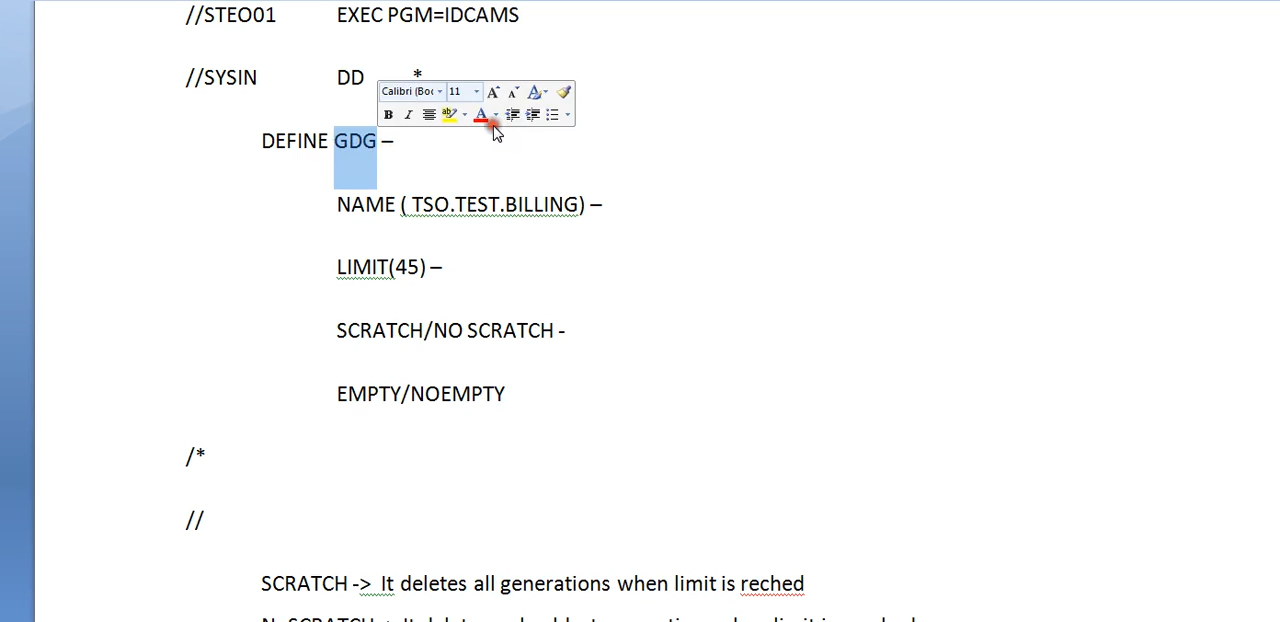 //STEO01 EXEC PGM=IDCAMS
//SYSIN DD *
Calibri (Boc 11
DEFINE GDG –
NAME ( TSO.TEST.BILLING) –
LIMIT(45) –
SCRATCH/NO SCRATCH -
EMPTY/NOEMPTY
/*
//
SCRATCH -> It deletes all generations when limit is reched